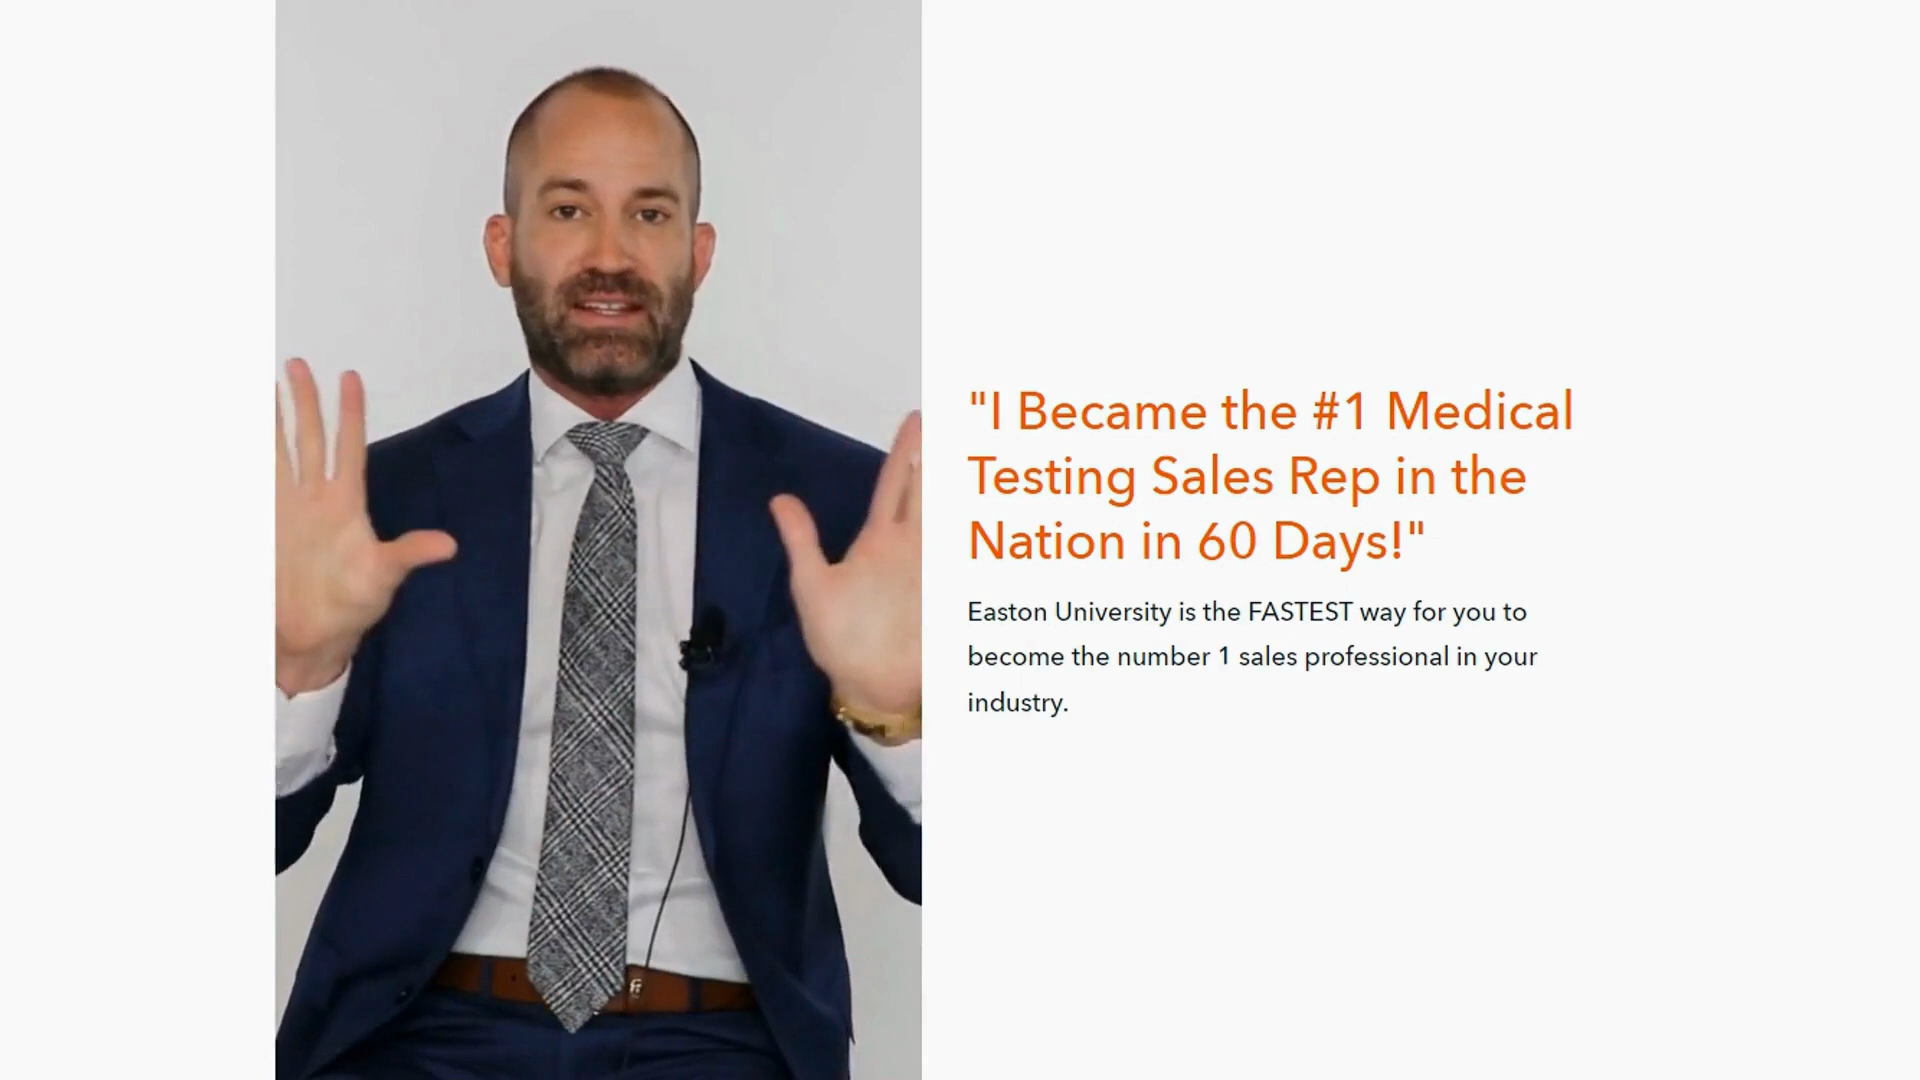 "I Became the #1 Medical
Testing Sales Rep in the
Nation in 60 Days!"
Easton University is the FASTEST way for you to
become the number 1 sales professional in your
industry.